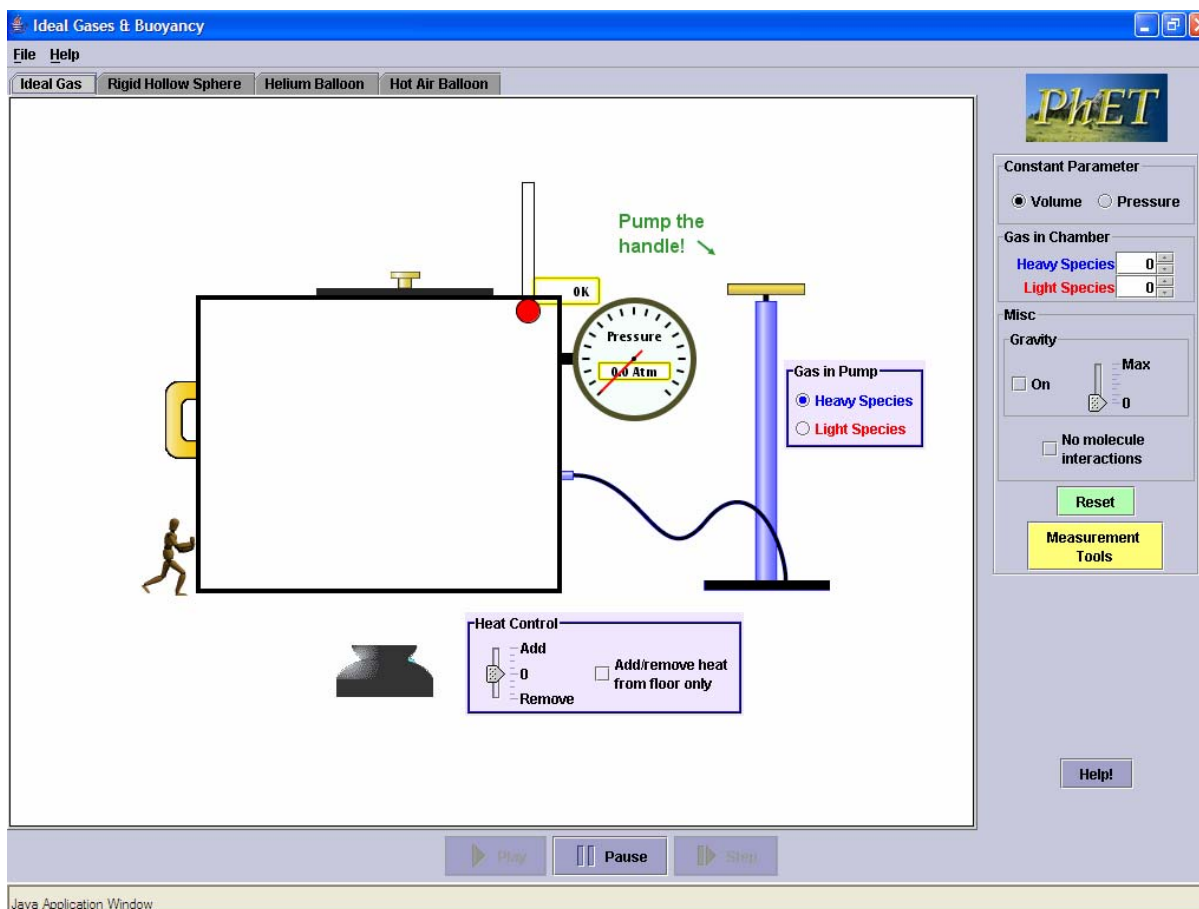 Ideal Gases & Buoyancy
File Help
Ideal Gas Rigid Hollow Sphere Helium Balloon Hot Air Balloon
PhET
Pump the
handle!
0K
Pressure
0.0 Atm
Gas in Pump
Heavy Species
Light Species
Heat Control
Add
0
Remove
Add/remove heat
from floor only
Constant Parameter
Volume Pressure
Gas in Chamber
Heavy Species 0
Light Species 0
Misc
Gravity
On
Max
0
No molecule
interactions
Reset
Measurement
Tools
Help!
Play Pause Step
Java Application Window